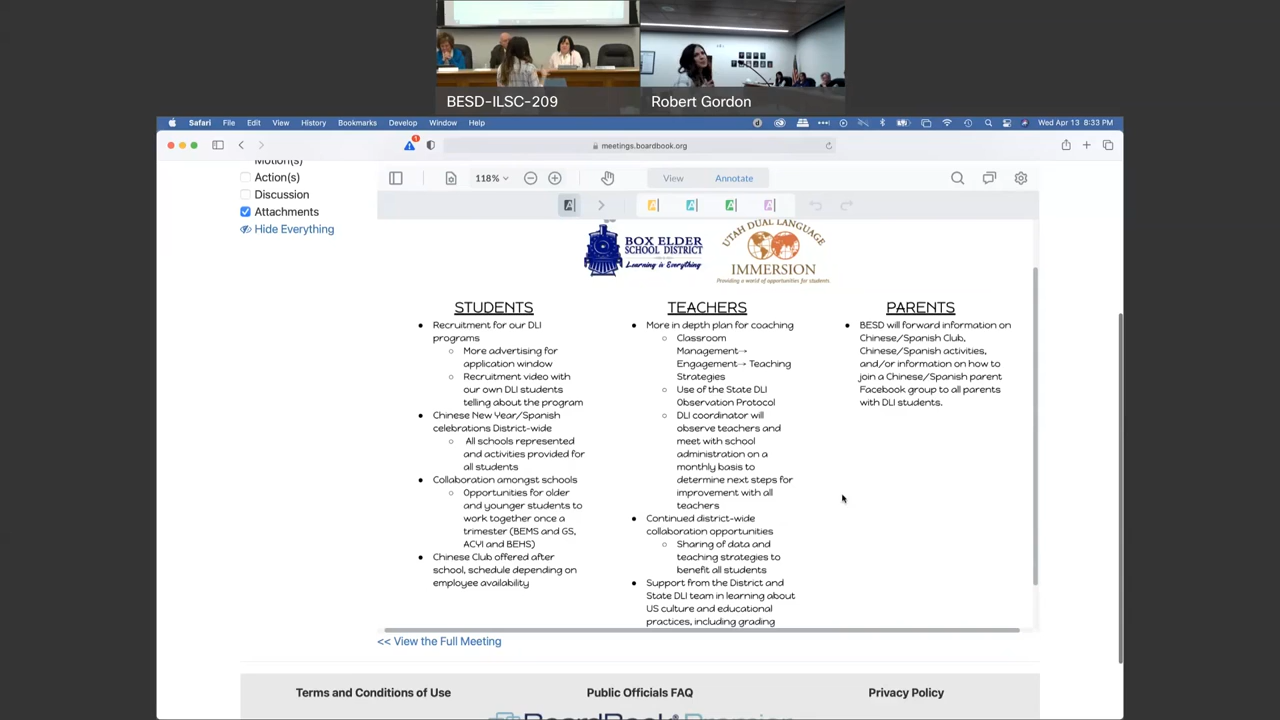 BESD-ILSC-209
Robert Gordon
Safari File Edit View History Bookmarks Develop Window Help
Wed Apr 13 8:33 PM
meetings.boardbook.org
Motion(s)
Action(s)
Discussion
Attachments
Hide Everything
118%
View
Annotate
BOX ELDER
SCHOOL DISTRICT
Learning is Everything
UTAH DUAL LANGUAGE
IMMERSION
Providing a world of opportunities for students.
STUDENTS
• Recruitment for our DLI
programs
○ More advertising for
application window
○ Recruitment video with
our own DLI students
telling about the program
• Chinese New Year/Spanish
celebrations District-wide
○ All schools represented
and activities provided for
all students
• Collaboration amongst schools
○ Opportunities for older
and younger students to
work together once a
trimester (BEMS and GS,
ACYI and BEHS)
• Chinese Club offered after
school, schedule depending on
employee availability
TEACHERS
• More in depth plan for coaching
○ Classroom
Management→
Engagement→ Teaching
Strategies
○ Use of the State DLI
Observation Protocol
○ DLI coordinator will
observe teachers and
meet with school
administration on a
monthly basis to
determine next steps for
improvement with all
teachers
• Continued district-wide
collaboration opportunities
○ Sharing of data and
teaching strategies to
benefit all students
• Support from the District and
State DLI team in learning about
US culture and educational
practices, including grading
PARENTS
• BESD will forward information on
Chinese/Spanish Club,
Chinese/Spanish activities,
and/or information on how to
join a Chinese/Spanish parent
Facebook group to all parents
with DLI students.
<< View the Full Meeting
Terms and Conditions of Use
Public Officials FAQ
Privacy Policy
BoardBook Premier